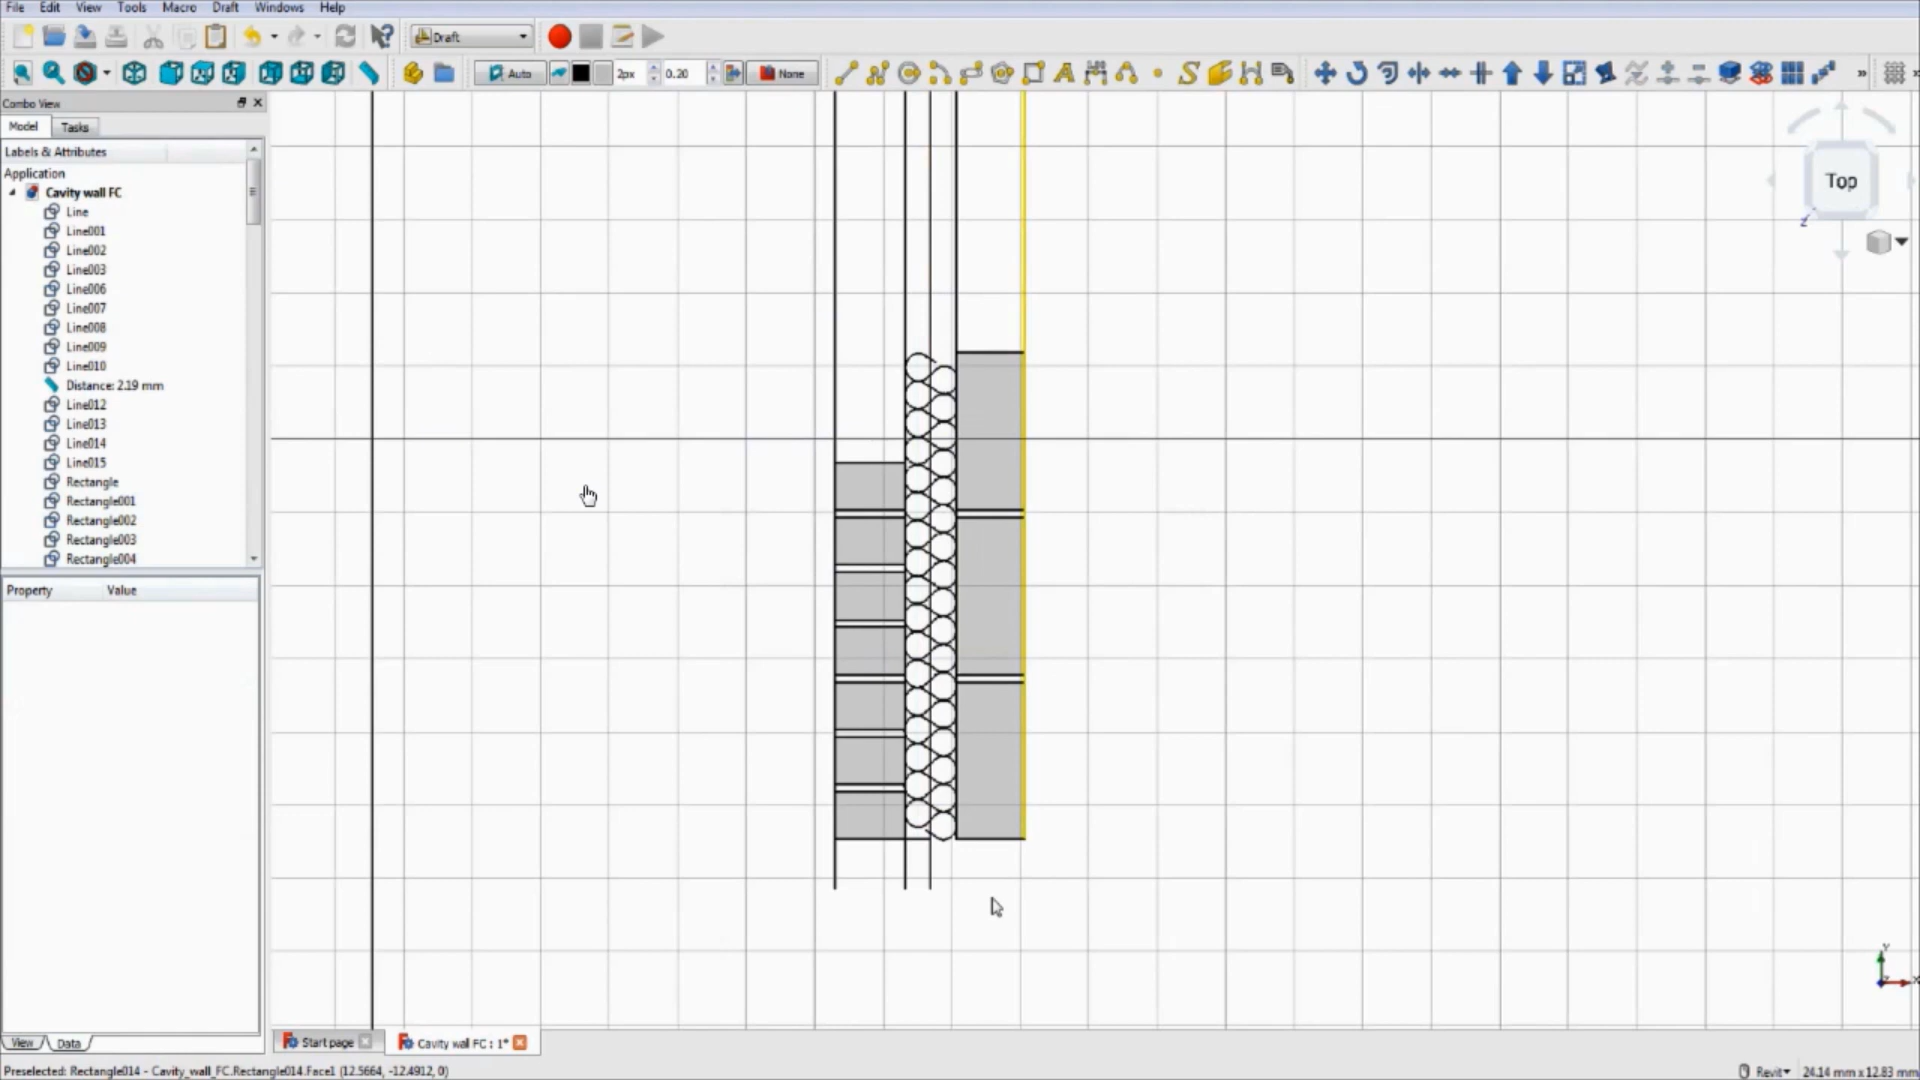 File Edit View Tools Macro Draft Windows Help
Draft
Auto 2px 0.20 None
Combo View
Model Tasks
Labels & Attributes
Application
Cavity wall FC
Line
Line001
Line002
Line003
Line006
Line007
Line008
Line009
Line010
Distance: 2.19 mm
Line012
Line013
Line014
Line015
Rectangle
Rectangle001
Rectangle002
Rectangle003
Rectangle004
Property Value
Top
Z
Y
X
View Data
Start page Cavity wall FC : 1*
Preselected: Rectangle014 - Cavity_wall_FC.Rectangle014.Face1 (12.5664, -12.4912, 0) Revit 24.14 mm x 12.83 mm